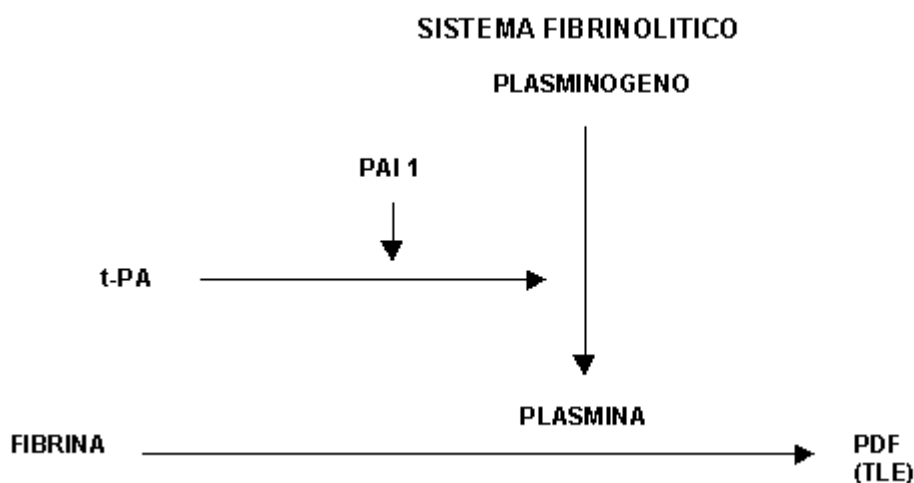 SISTEMA FIBRINOLITICO
PLASMINOGENO
PAI 1
t-PA
PLASMINA
FIBRINA
PDF
(TLE)